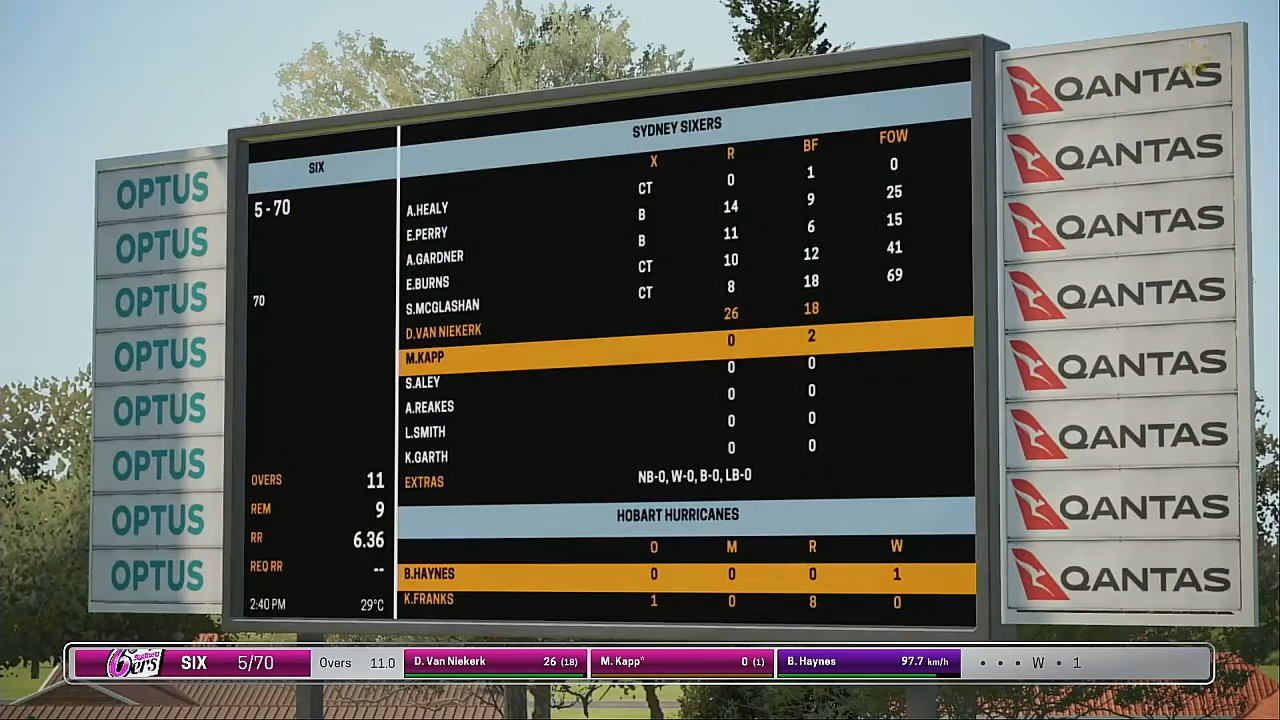 OPTUS
OPTUS
OPTUS
OPTUS
OPTUS
OPTUS
OPTUS
OPTUS
SIX
5 - 70
70
OVERS 11
REM 9
RR 6.36
REQ RR --
2:40 PM 29°C
SYDNEY SIXERS
X R BF FOW
A.HEALY CT 0 1 0
E.PERRY B 14 9 25
A.GARDNER B 11 6 15
E.BURNS CT 10 12 41
S.MCGLASHAN CT 8 18 69
D.VAN NIEKERK 26 18
M.KAPP 0 2
S.ALEY 0 0
A.REAKES 0 0
L.SMITH 0 0
K.GARTH 0 0
EXTRAS NB-0, W-0, B-0, LB-0
HOBART HURRICANES
O M R W
B.HAYNES 0 0 0 1
K.FRANKS 1 0 8 0
QANTAS
QANTAS
QANTAS
QANTAS
QANTAS
QANTAS
QANTAS
QANTAS
6ers SIX 5/70 Overs 11.0 D. Van Niekerk 26 (18) M. Kapp* 0 (1) B. Haynes 97.7 km/h • • • W • 1